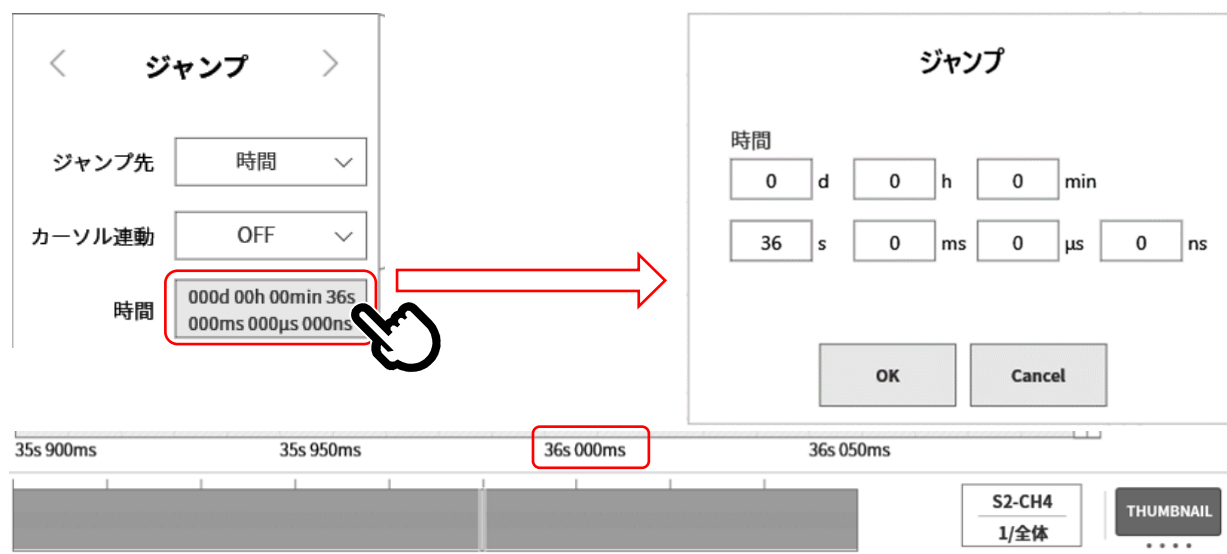 ジャンプ
ジャンプ先 時間
カーソル連動 OFF
時間 000d 00h 00min 36s
000ms 000µs 000ns
ジャンプ
時間
0 d 0 h 0 min
36 s 0 ms 0 µs 0 ns
OK Cancel
35s 900ms 35s 950ms 36s 000ms 36s 050ms
S2-CH4
1/全体
THUMBNAIL